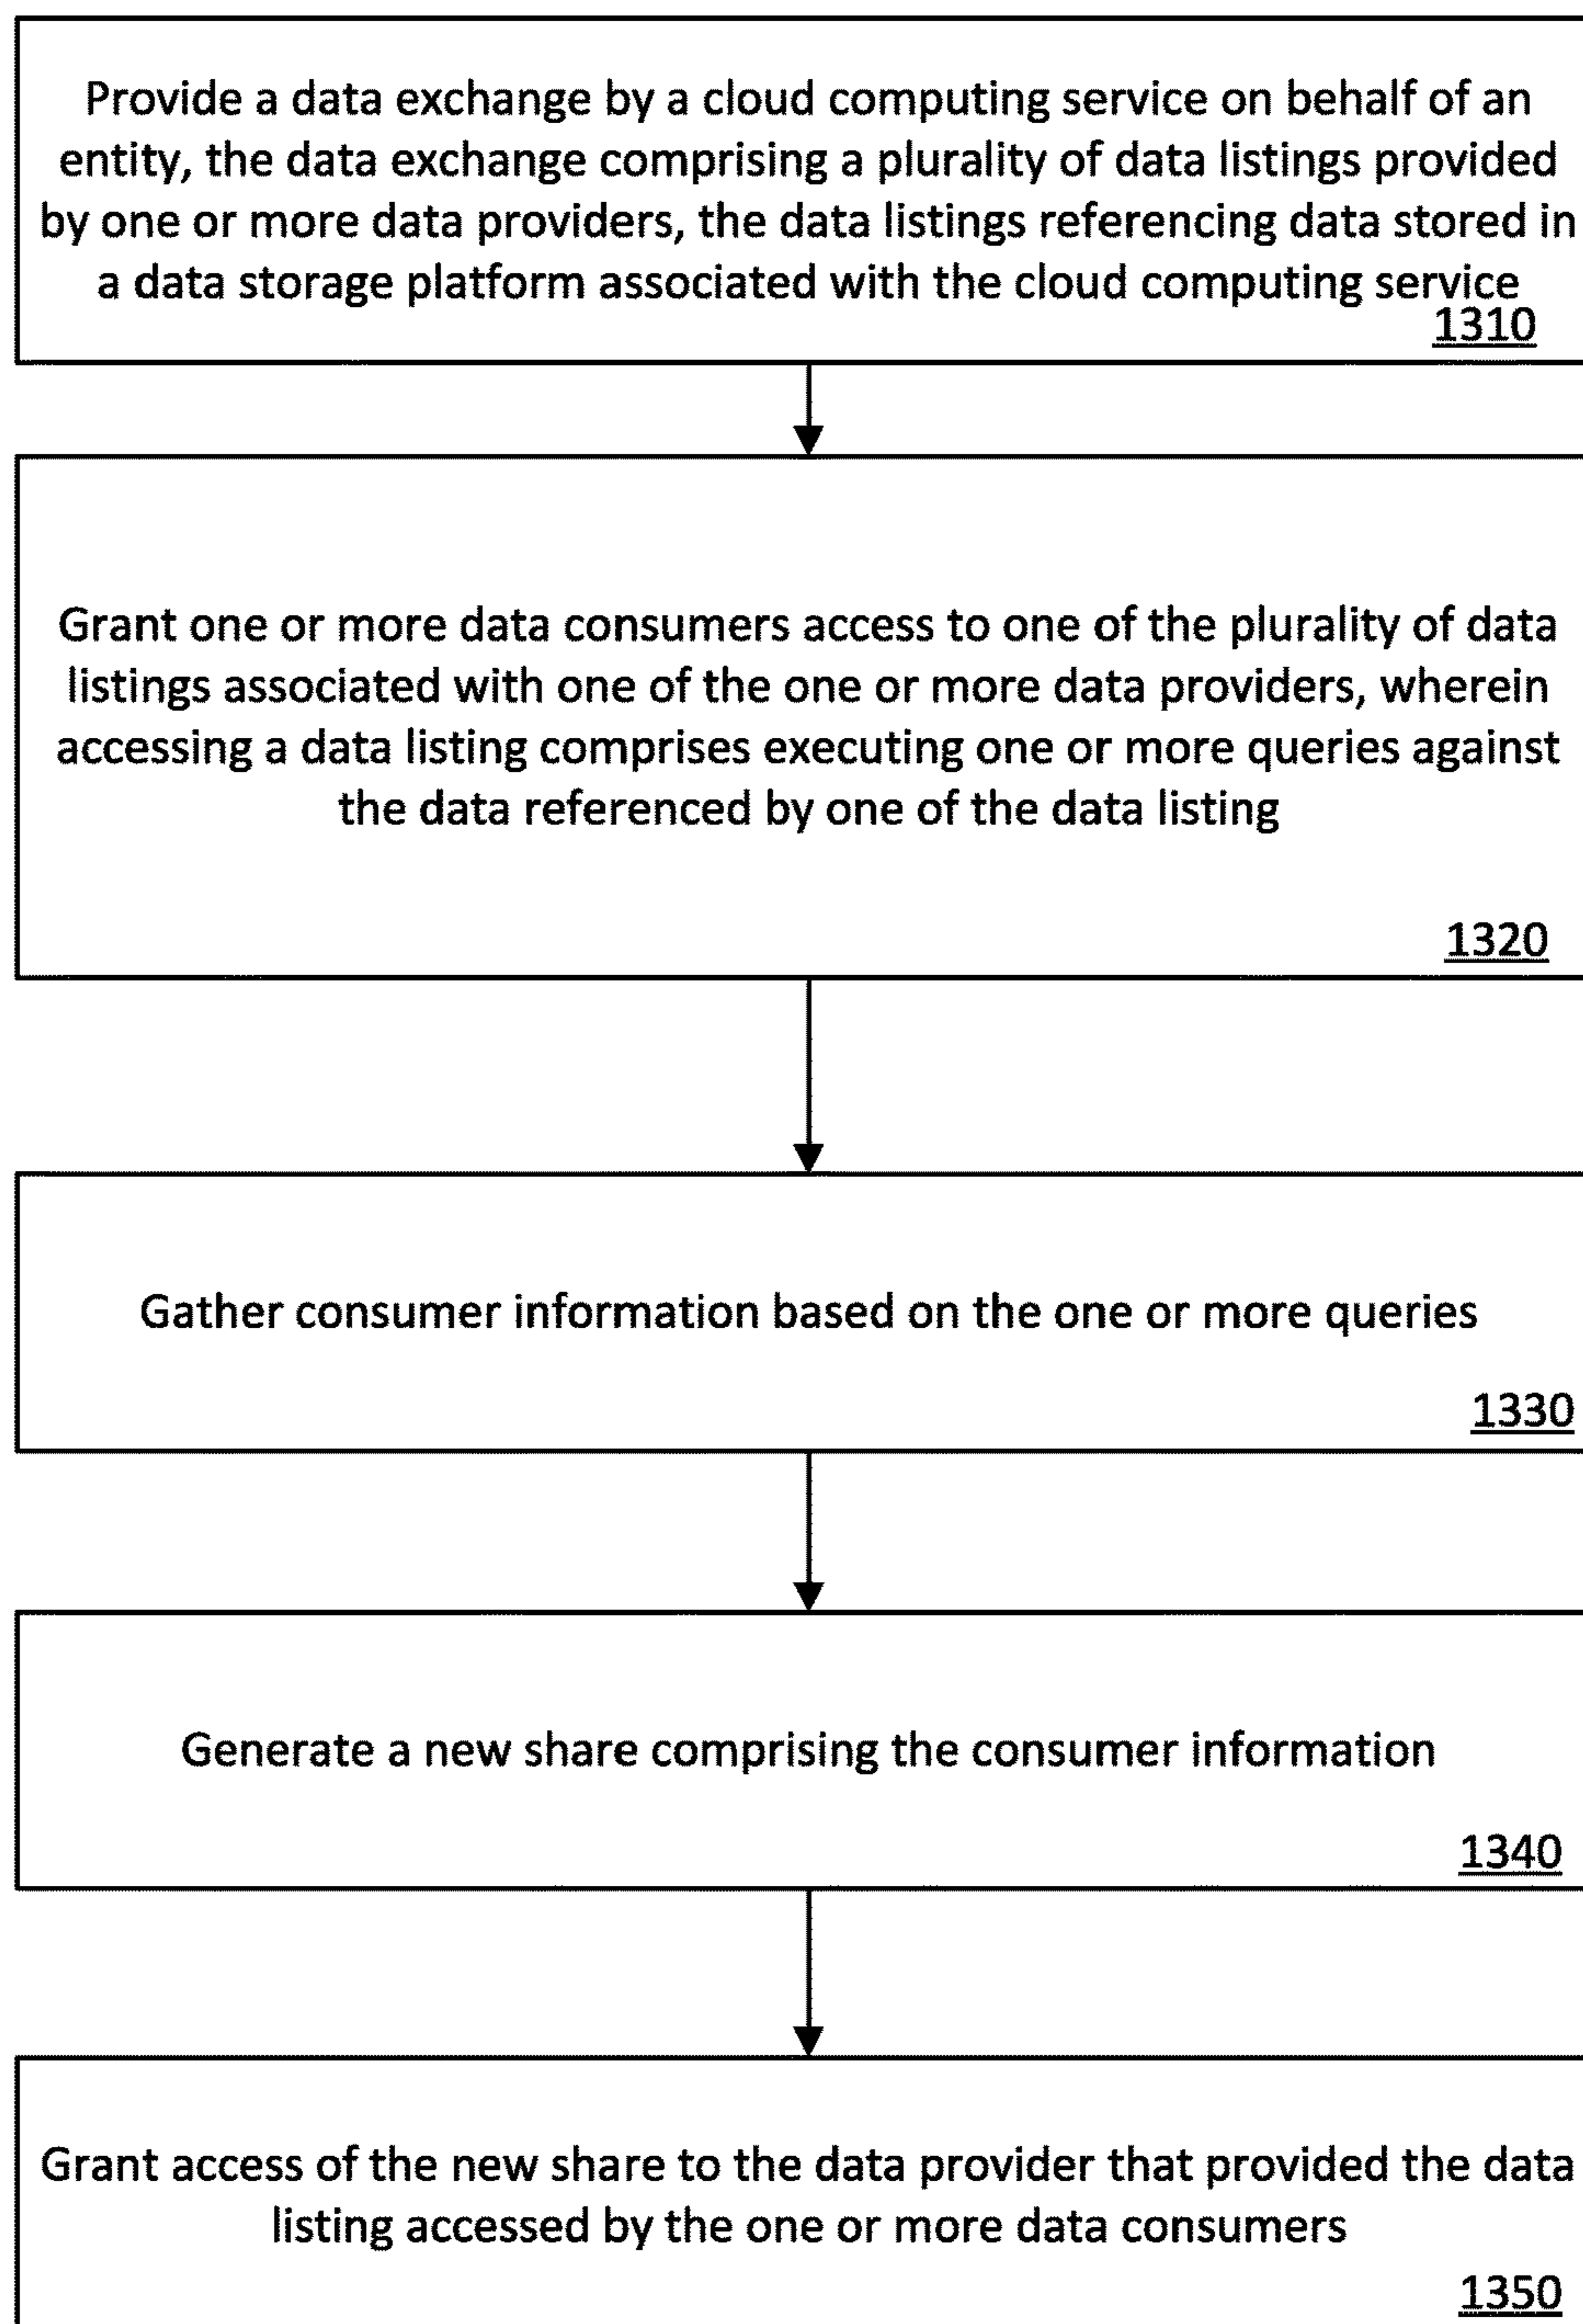 Provide a data exchange by a cloud computing service on behalf of an
entity, the data exchange comprising a plurality of data listings provided
by one or more data providers, the data listings referencing data stored in
a data storage platform associated with the cloud computing service
1310
Grant one or more data consumers access to one of the plurality of data
listings associated with one of the one or more data providers, wherein
accessing a data listing comprises executing one or more queries against
the data referenced by one of the data listing
1320
Gather consumer information based on the one or more queries
1330
Generate a new share comprising the consumer information
1340
Grant access of the new share to the data provider that provided the data
listing accessed by the one or more data consumers
1350